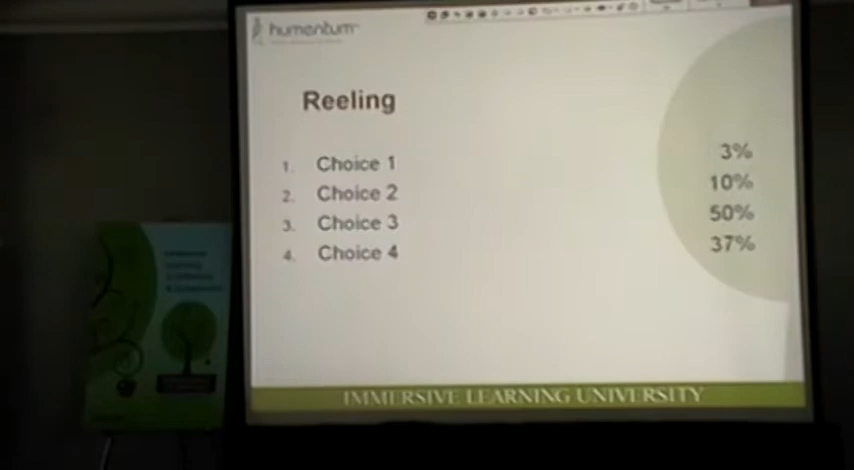 humentum
Reeling
1. Choice 1 3%
2. Choice 2 10%
3. Choice 3 50%
4. Choice 4 37%
IMMERSIVE LEARNING UNIVERSITY